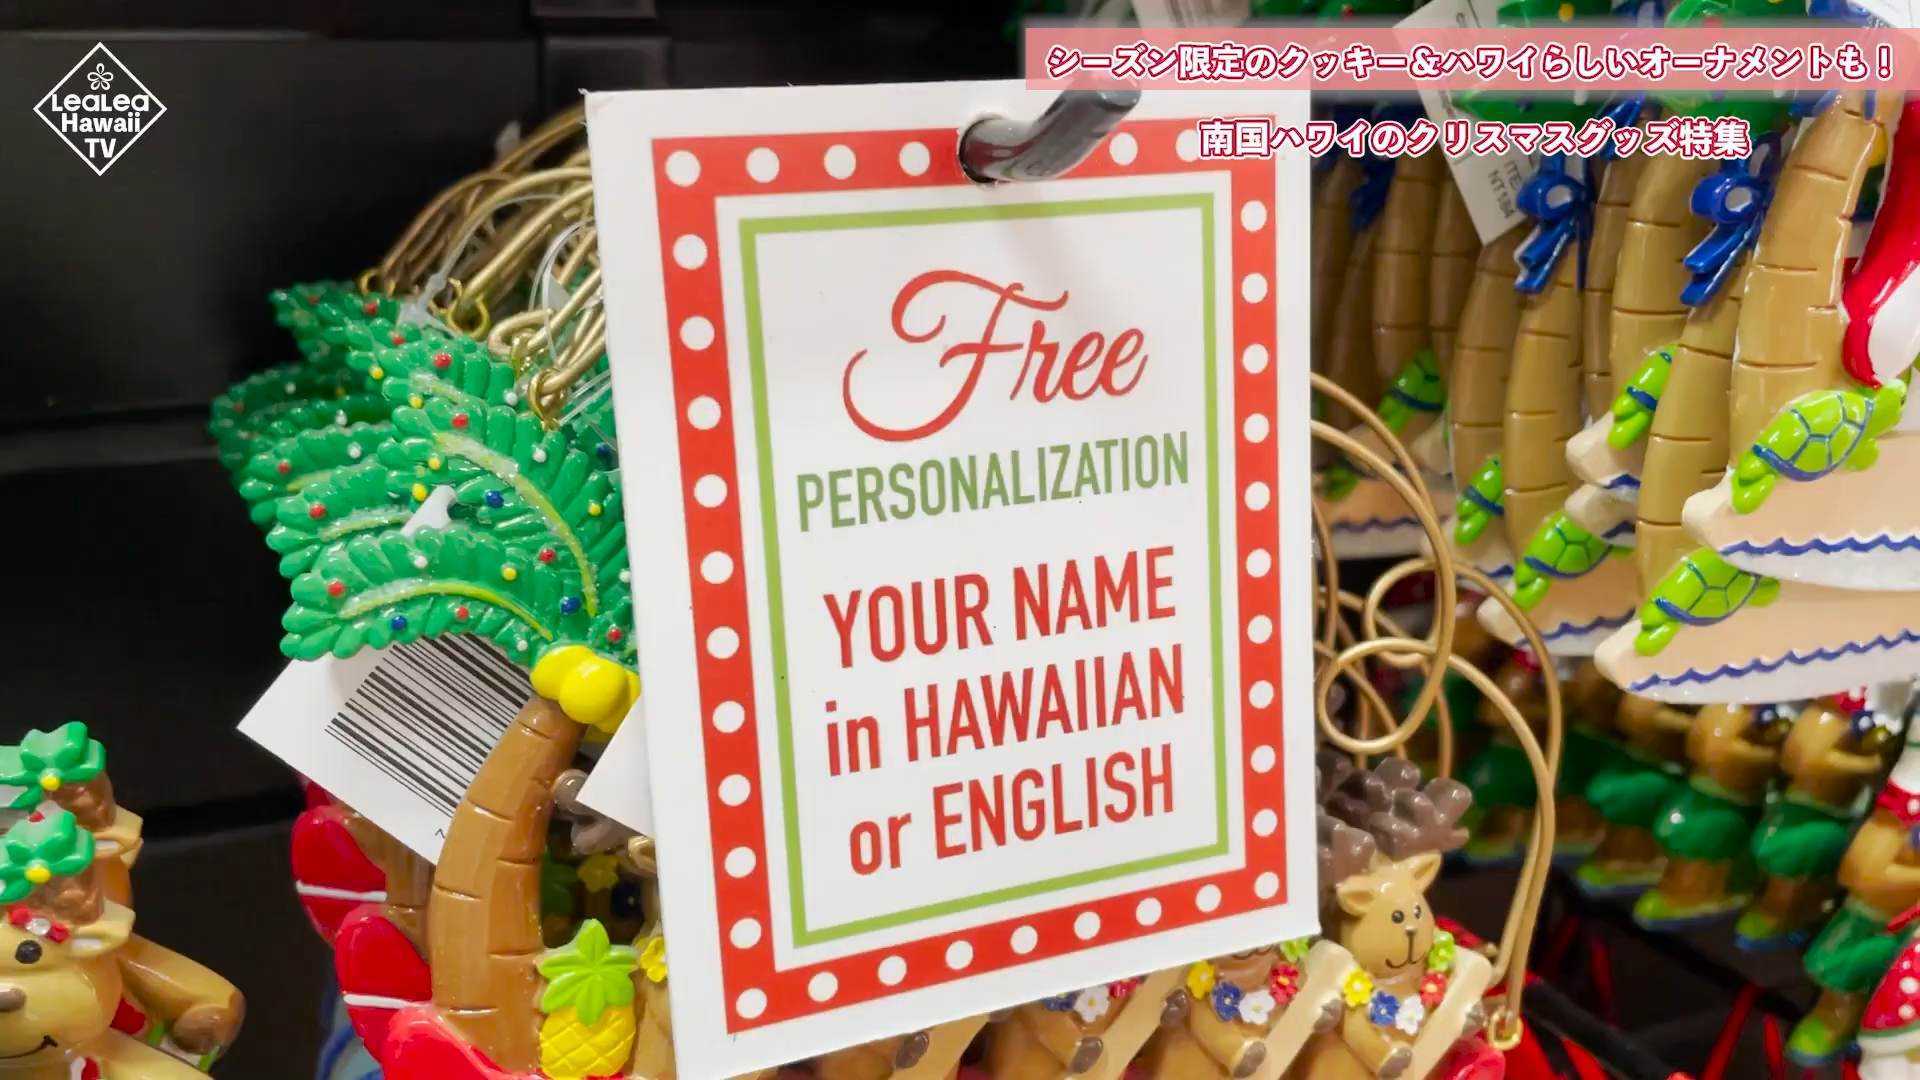 LeaLea
Hawaii
TV
シーズン限定のクッキー&ハワイらしいオーナメントも！
南国ハワイのクリスマスグッズ特集
Free
PERSONALIZATION
YOUR NAME
in HAWAIIAN
or ENGLISH